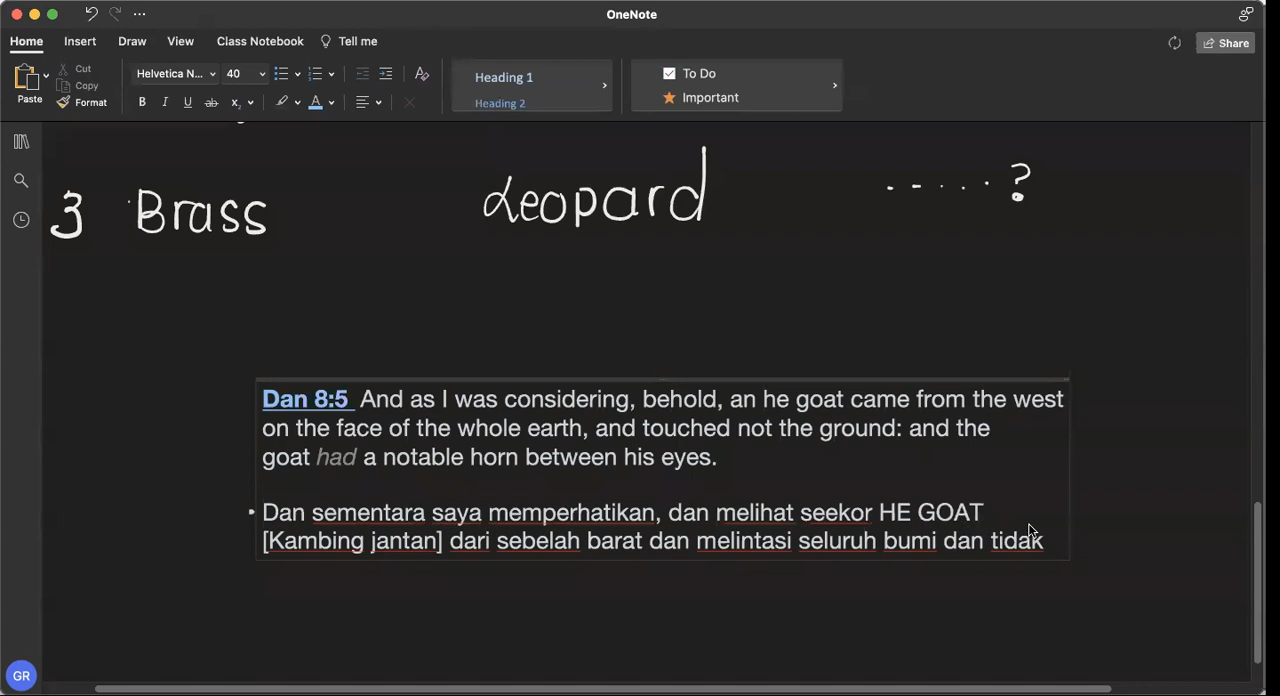 OneNote
Home Insert Draw View Class Notebook Tell me
Share
Paste
Cut
Copy
Format
Helvetica N... 40
B I U ab x₂ A
Heading 1
Heading 2
To Do
Important
3 Brass Leopard . . . . . ?
Dan 8:5 And as I was considering, behold, an he goat came from the west
on the face of the whole earth, and touched not the ground: and the
goat had a notable horn between his eyes.
• Dan sementara saya memperhatikan, dan melihat seekor HE GOAT
[Kambing jantan] dari sebelah barat dan melintasi seluruh bumi dan tidak
GR